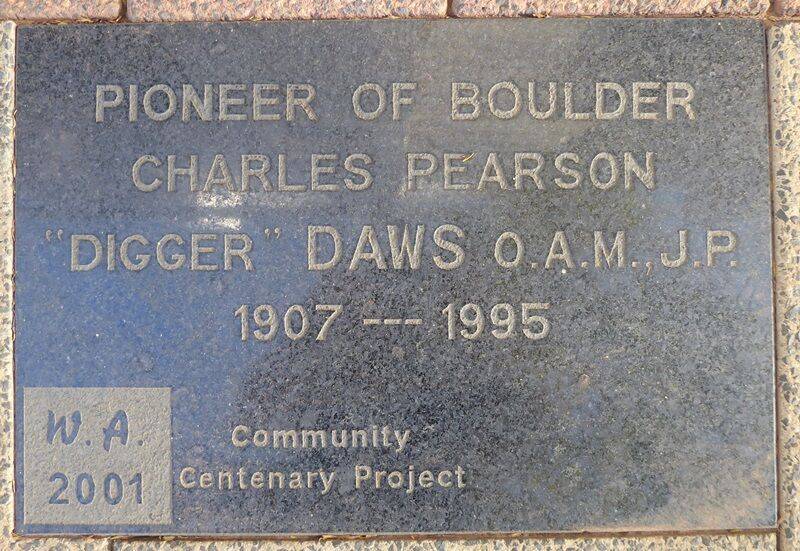 PIONEER OF BOULDER
CHARLES PEARSON
"DIGGER" DAWS O.A.M., J.P.
1907 --- 1995
W.A.
2001
Community
Centenary Project